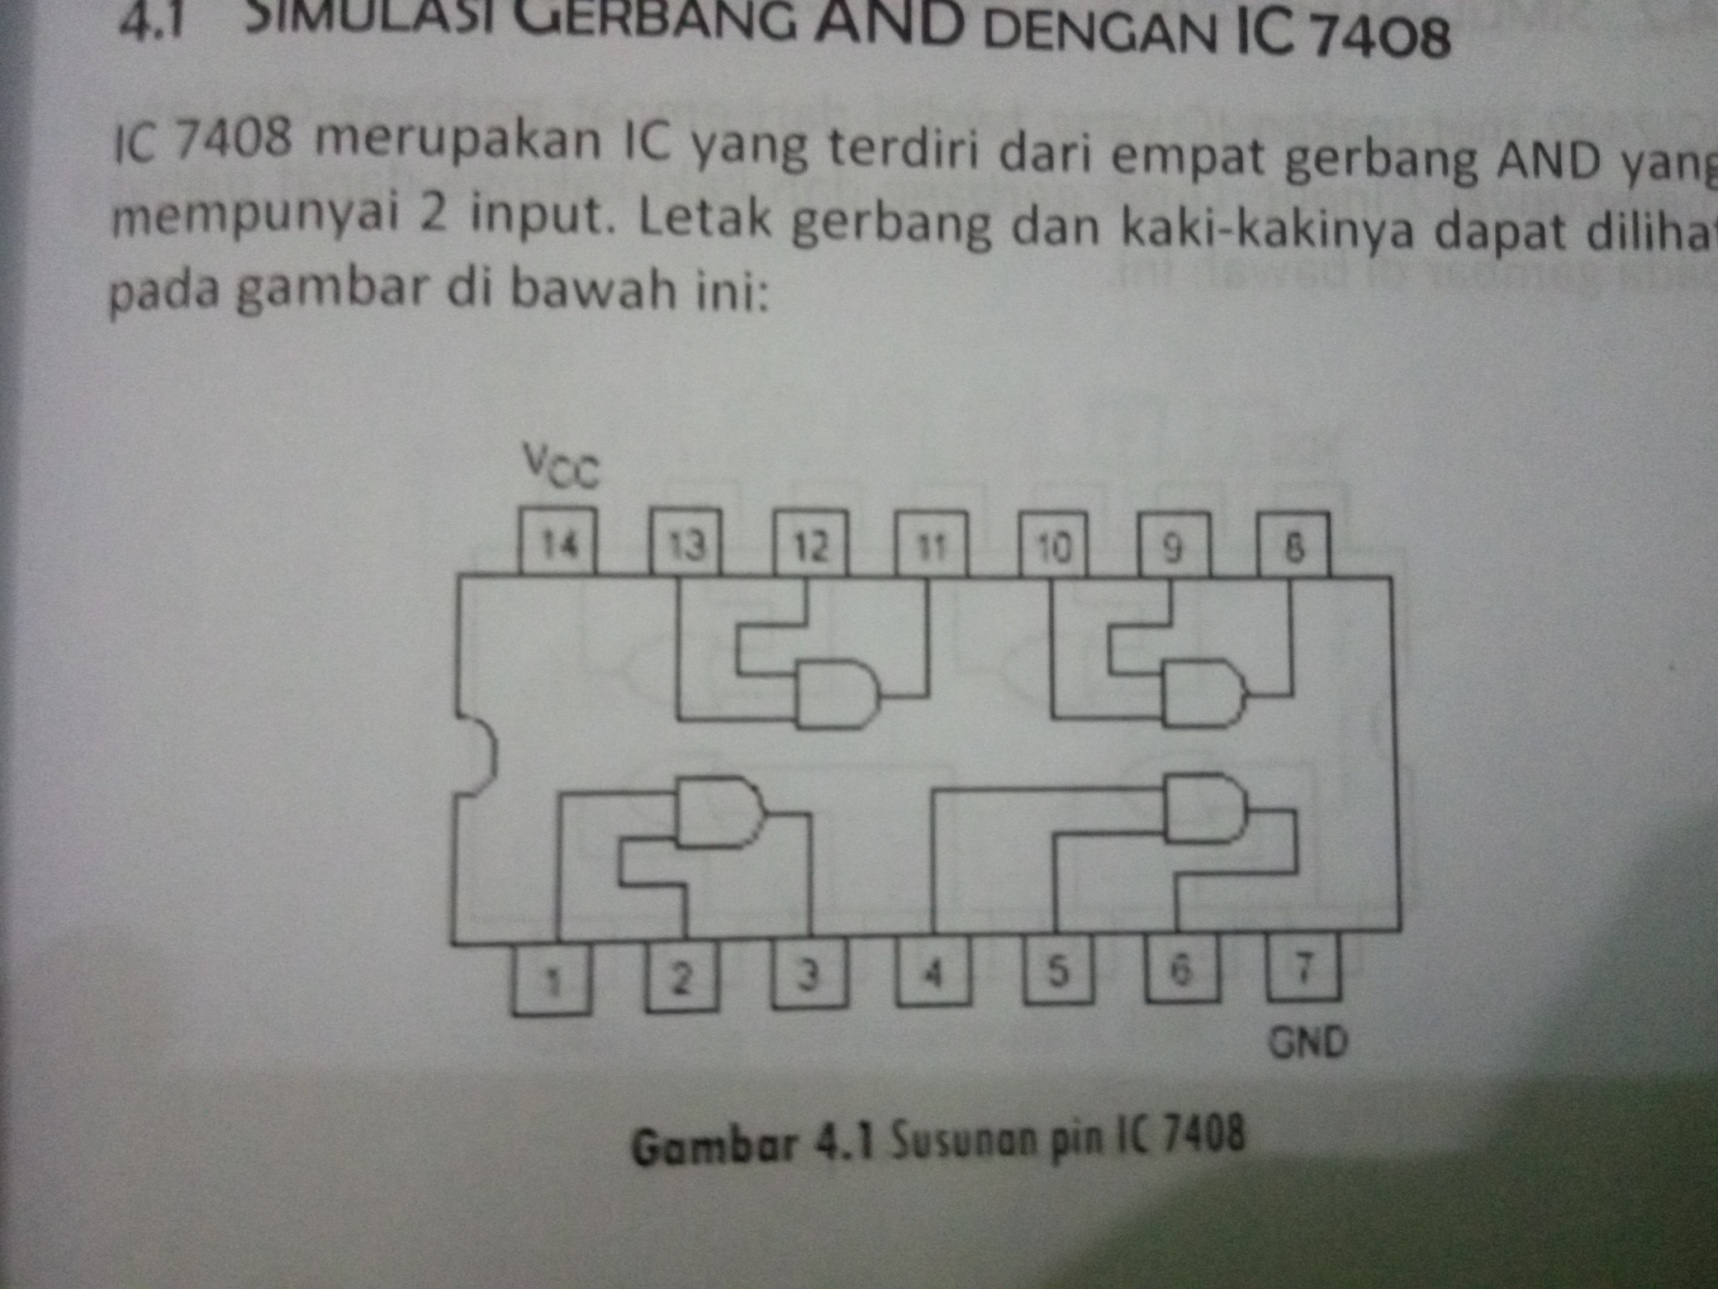 4.1 SIMULASI GERBANG AND DENGAN IC 7408
IC 7408 merupakan IC yang terdiri dari empat gerbang AND yang
mempunyai 2 input. Letak gerbang dan kaki-kakinya dapat dilihat
pada gambar di bawah ini:
VCC
14 13 12 11 10 9 8
1 2 3 4 5 6 7
GND
Gambar 4.1 Susunan pin IC 7408